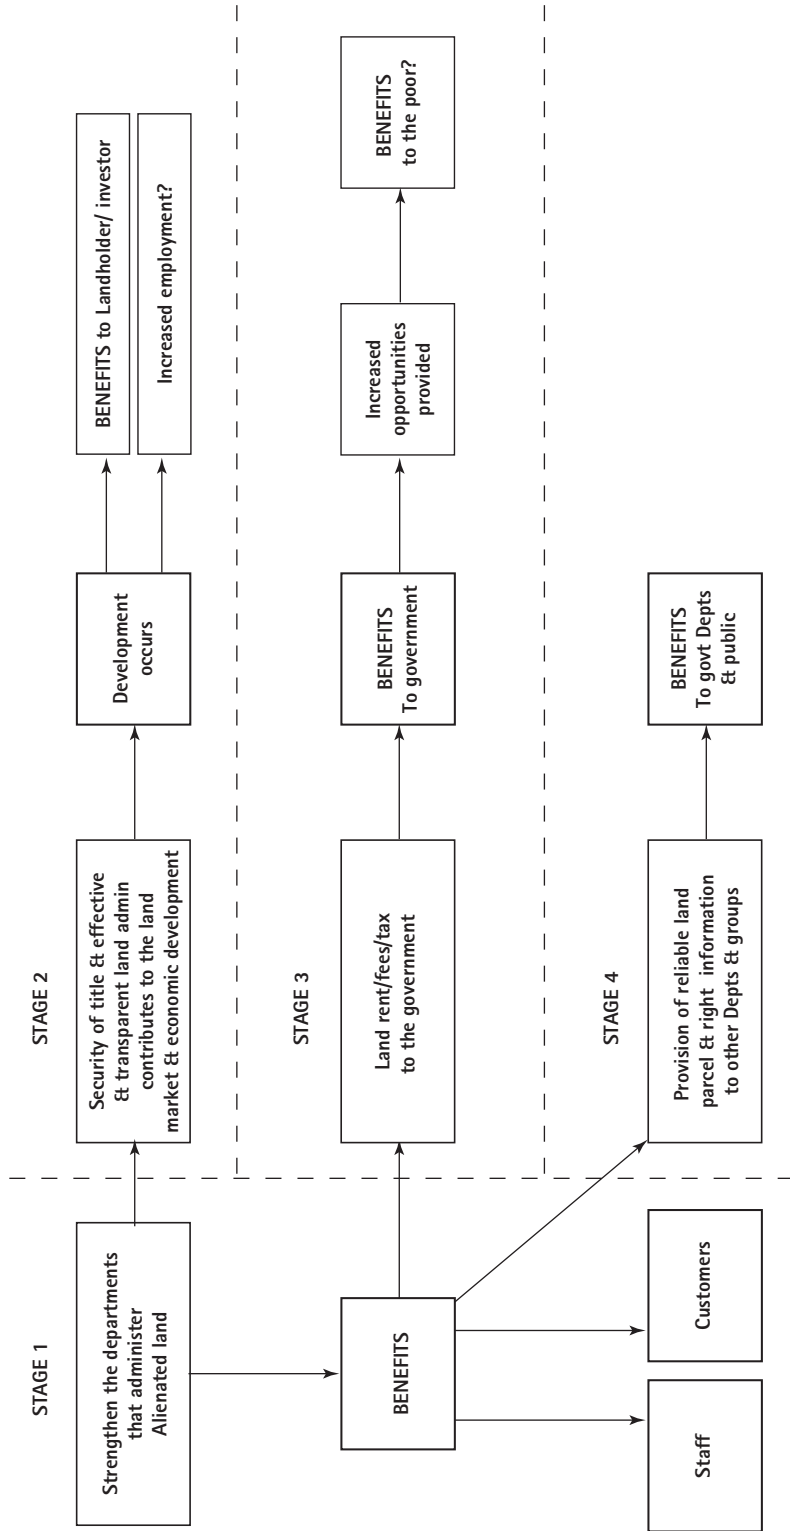 STAGE 1
Strengthen the departments
that administer
Alienated land
BENEFITS
Staff
Customers
STAGE 2
Security of title & effective
& transparent land admin
contributes to the land
market & economic development
Development
occurs
BENEFITS to Landholder/ investor
Increased employment?
STAGE 3
Land rent/fees/tax
to the government
BENEFITS
To government
Increased
opportunities
provided
BENEFITS
to the poor?
STAGE 4
Provision of reliable land
parcel & right information
to other Depts & groups
BENEFITS
To govt Depts
& public